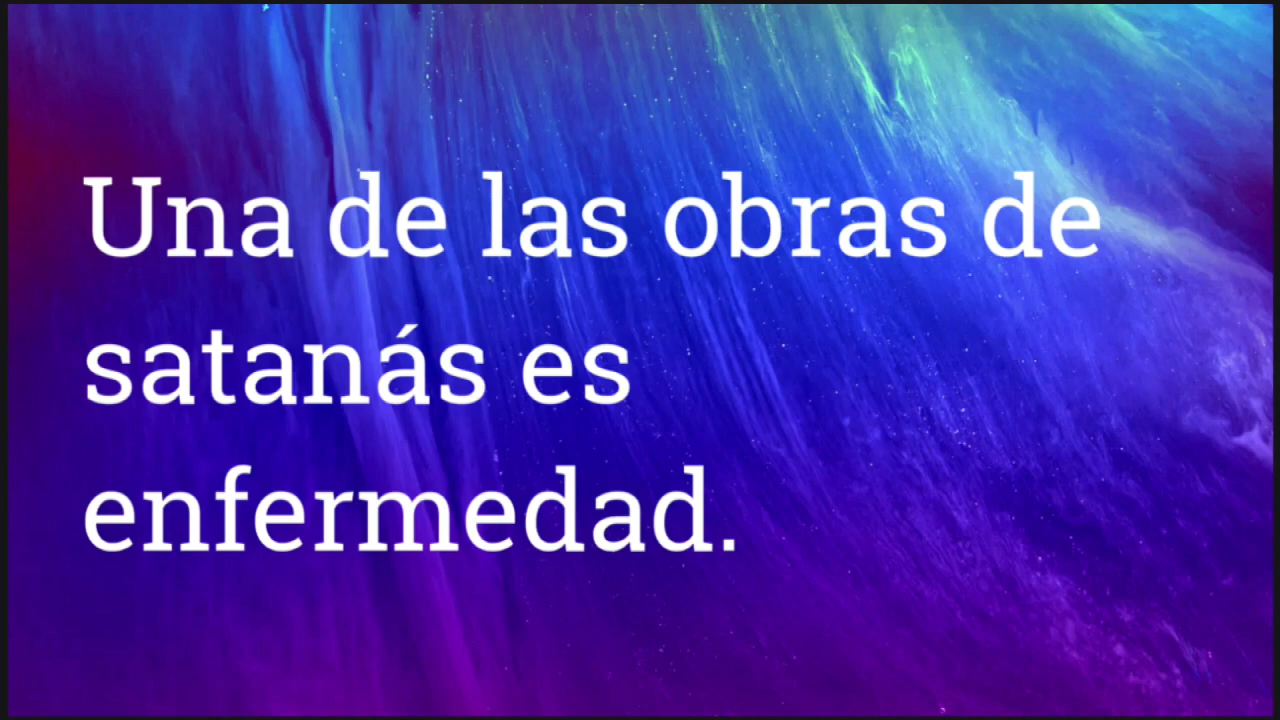 Una de las obras de
satanás es
enfermedad.